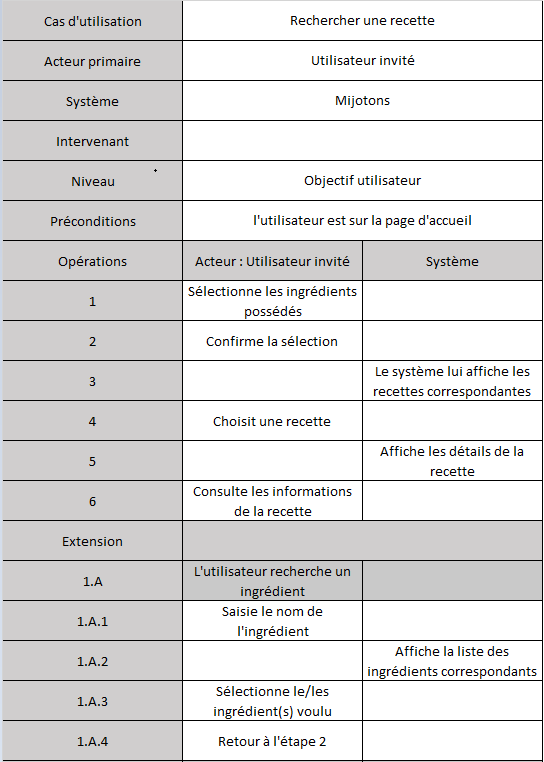 Cas d'utilisation
Rechercher une recette
Acteur primaire
Utilisateur invité
Système
Mijotons
Intervenant
Niveau
Objectif utilisateur
Préconditions
l'utilisateur est sur la page d'accueil
Opérations
Acteur : Utilisateur invité
Système
1
Sélectionne les ingrédients
possédés
2
Confirme la sélection
3
Le système lui affiche les
recettes correspondantes
4
Choisit une recette
5
Affiche les détails de la
recette
6
Consulte les informations
de la recette
Extension
1.A
L'utilisateur recherche un
ingrédient
1.A.1
Saisie le nom de
l'ingrédient
1.A.2
Affiche la liste des
ingrédients correspondants
1.A.3
Sélectionne le/les
ingrédient(s) voulu
1.A.4
Retour à l'étape 2